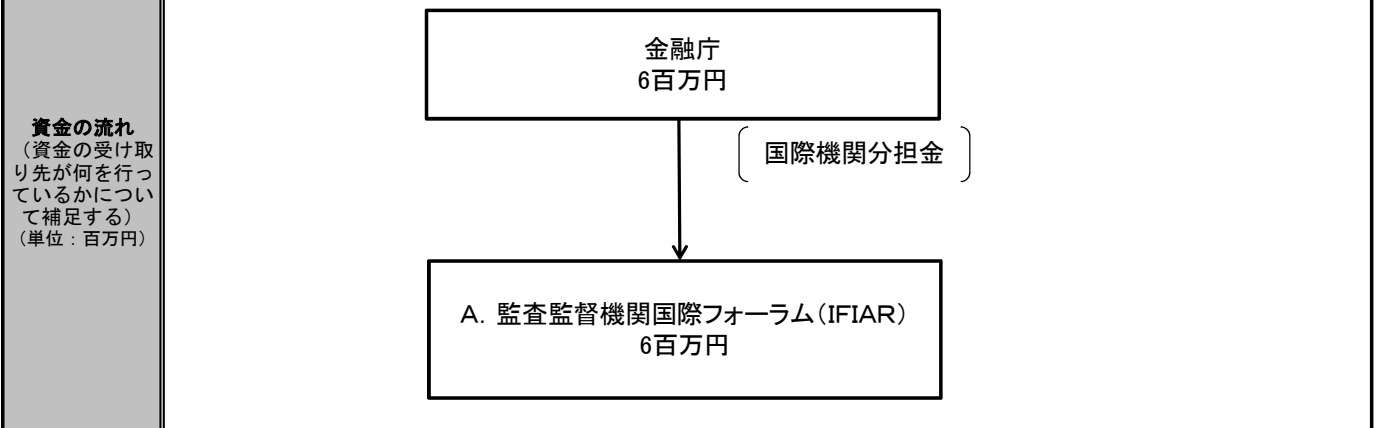 資金の流れ
（資金の受け取
り先が何を行っ
ているかについ
て補足する）
（単位：百万円）
金融庁
6百万円
国際機関分担金
Ａ．監査監督機関国際フォーラム（ＩＦＩＡＲ）
6百万円